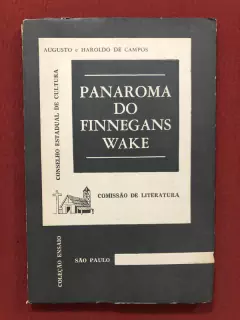 AUGUSTO e HAROLDO DE CAMPOS
PANAROMA
DO
FINNEGANS
WAKE
CONSELHO ESTADUAL DE CULTURA
COMISSÃO DE LITERATURA
COLEÇÃO ENSAIO
SÃO PAULO